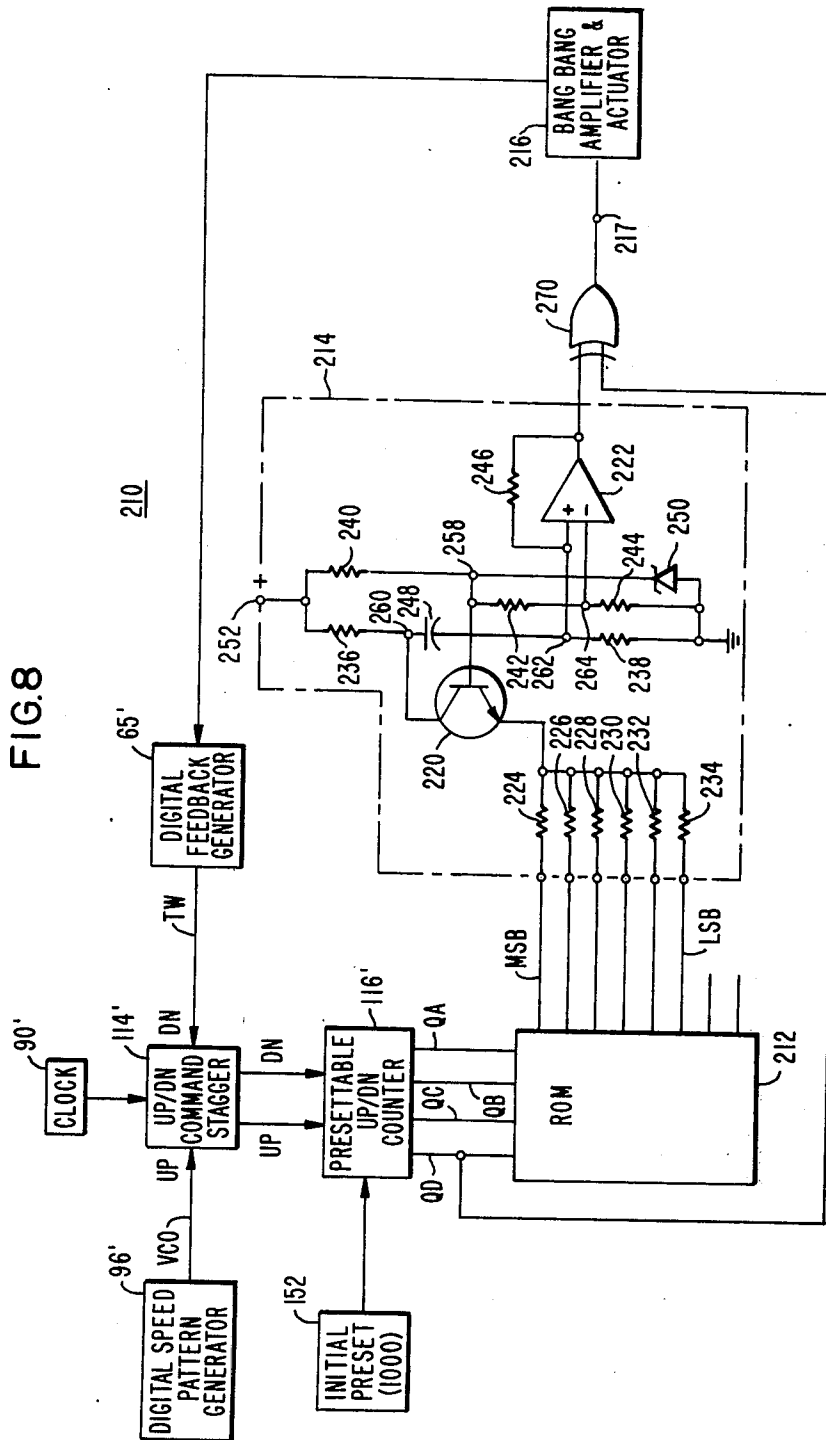 FIG.8
210
BANG BANG
AMPLIFIER &
ACTUATOR
216
217
270
214
252
+
240
236
260
248
258
246
222
+
-
250
244
242
264
262
238
220
224
226
228
230
232
234
65'
DIGITAL
FEEDBACK
GENERATOR
TW
DN
90'
CLOCK
114'
UP/DN
COMMAND
STAGGER
UP
VCO
96'
DIGITAL SPEED
PATTERN
GENERATOR
UP
DN
116'
PRESETTABLE
UP/DN
COUNTER
152
INITIAL
PRESET
(1000)
QD
QC
QB
QA
ROM
212
MSB
LSB